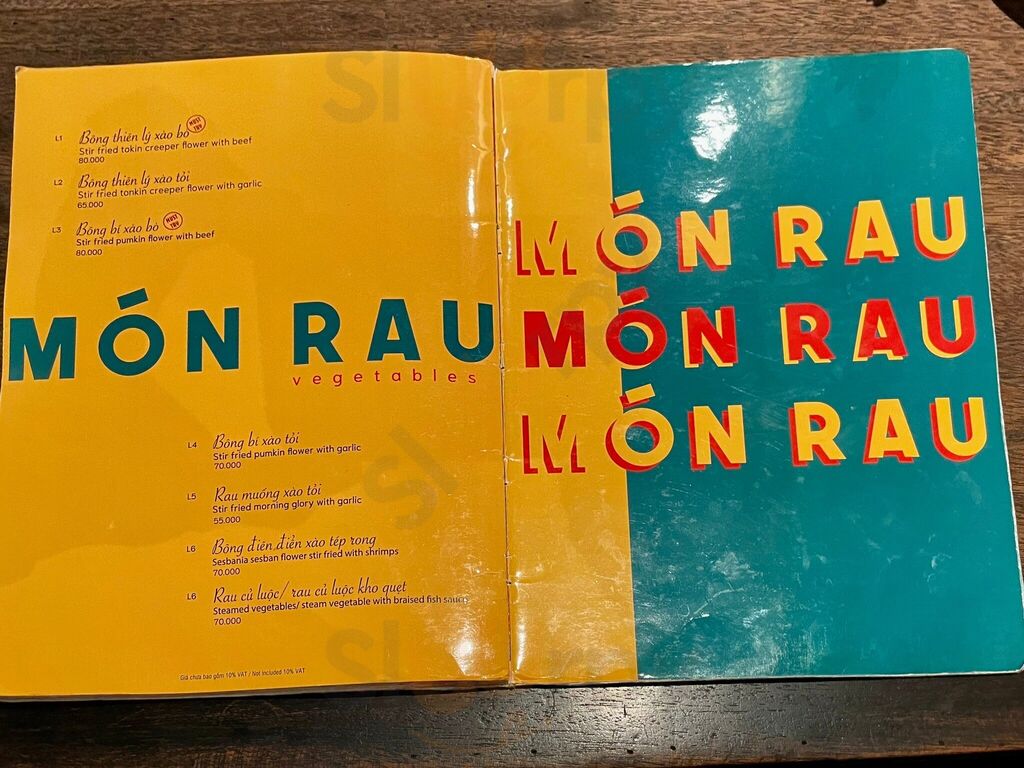 L1 Bông thiên lý xào bò MUST TRY
Stir fried tokin creeper flower with beef
80.000
L2 Bông thiên lý xào tỏi
Stir fried tonkin creeper flower with garlic
65.000
L3 Bông bí xào bò MUST TRY
Stir fried pumkin flower with beef
80.000
MÓN RAU
vegetables
L4 Bông bí xào tỏi
Stir fried pumkin flower with garlic
70.000
L5 Rau muống xào tỏi
Stir fried morning glory with garlic
55.000
L6 Bông điên điển xào tép rong
Sesbania sesban flower stir fried with shrimps
70.000
L6 Rau củ luộc/ rau củ luộc kho quẹt
Steamed vegetables/ steam vegetable with braised fish sauce
70.000
Giá chưa bao gồm 10% VAT / Not included 10% VAT
MÓN RAU
MÓN RAU
MÓN RAU